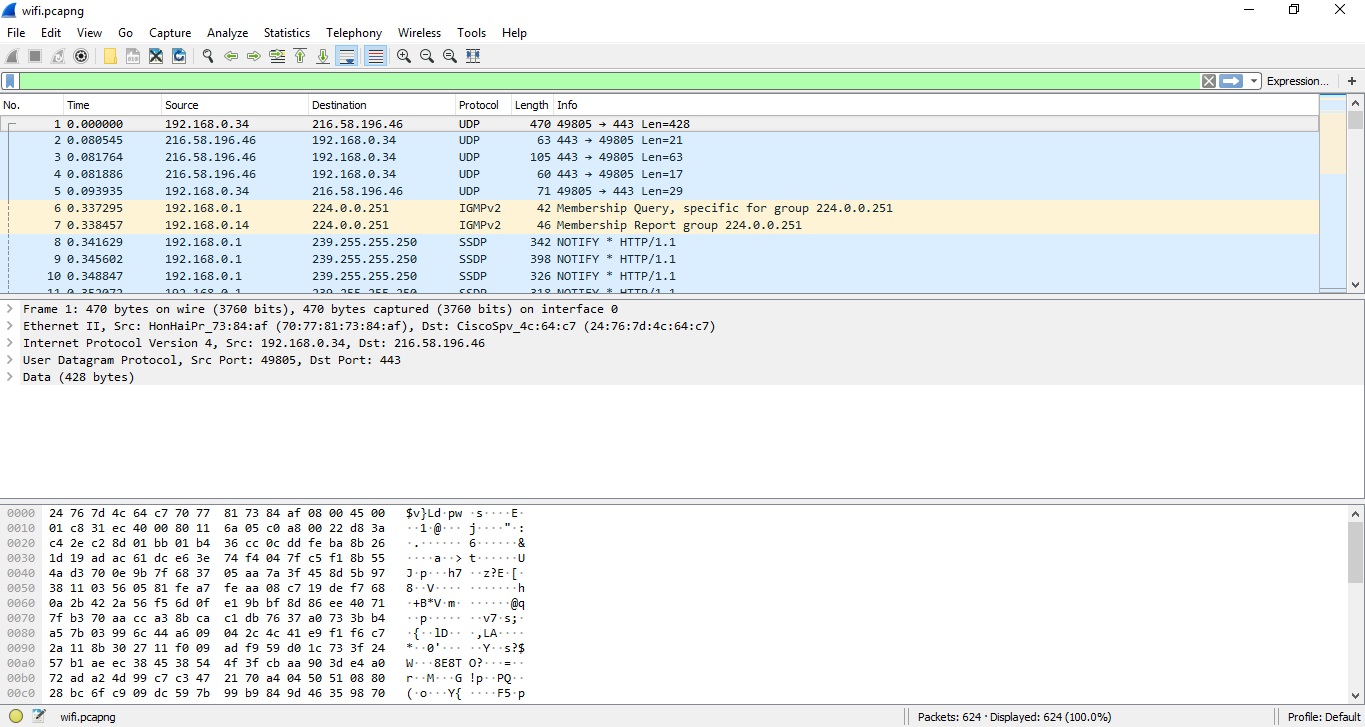 wifi.pcapng
File Edit View Go Capture Analyze Statistics Telephony Wireless Tools Help
Expression... +
No. Time Source Destination Protocol Length Info
1 0.000000 192.168.0.34 216.58.196.46 UDP 470 49805 → 443 Len=428
2 0.080545 216.58.196.46 192.168.0.34 UDP 63 443 → 49805 Len=21
3 0.081764 216.58.196.46 192.168.0.34 UDP 105 443 → 49805 Len=63
4 0.081886 216.58.196.46 192.168.0.34 UDP 60 443 → 49805 Len=17
5 0.093935 192.168.0.34 216.58.196.46 UDP 71 49805 → 443 Len=29
6 0.337295 192.168.0.1 224.0.0.251 IGMPv2 42 Membership Query, specific for group 224.0.0.251
7 0.338457 192.168.0.14 224.0.0.251 IGMPv2 46 Membership Report group 224.0.0.251
8 0.341629 192.168.0.1 239.255.255.250 SSDP 342 NOTIFY * HTTP/1.1
9 0.345602 192.168.0.1 239.255.255.250 SSDP 398 NOTIFY * HTTP/1.1
10 0.348847 192.168.0.1 239.255.255.250 SSDP 326 NOTIFY * HTTP/1.1
11 0.352072 192.168.0.1 239.255.255.250 SSDP 318 NOTIFY * HTTP/1.1
Frame 1: 470 bytes on wire (3760 bits), 470 bytes captured (3760 bits) on interface 0
Ethernet II, Src: HonHaiPr_73:84:af (70:77:81:73:84:af), Dst: CiscoSpv_4c:64:c7 (24:76:7d:4c:64:c7)
Internet Protocol Version 4, Src: 192.168.0.34, Dst: 216.58.196.46
User Datagram Protocol, Src Port: 49805, Dst Port: 443
Data (428 bytes)
0000 24 76 7d 4c 64 c7 70 77 81 73 84 af 08 00 45 00 $v}Ld·pw ·s····E·
0010 01 c8 31 ec 40 00 80 11 6a 05 c0 a8 00 22 d8 3a ··1·@··· j····"·:
0020 c4 2e c2 8d 01 bb 01 b4 36 cc 0c dd fe ba 8b 26 ·.······ 6······&
0030 1d 19 ad ac 61 dc e6 3e 74 f4 04 7f c5 f1 8b 55 ····a··> t······U
0040 4a d3 70 0e 9b 7f 68 37 05 aa 7a 3f 45 8d 5b 97 J·p···h7 ··z?E·[·
0050 38 11 03 56 05 81 fe a7 fe aa 08 c7 19 de f7 68 8··V···· ·······h
0060 0a 2b 42 2a 56 f5 6d 0f e1 9b bf 8d 86 ee 40 71 ·+B*V·m· ······@q
0070 7f b3 70 aa cc a3 8b ca c1 db 76 37 a0 73 3b b4 ··p····· ··v7·s;·
0080 a5 7b 03 99 6c 44 a6 09 04 2c 4c 41 e9 f1 f6 c7 ·{··lD·· ·,LA····
0090 2a 11 8b 30 27 11 f0 09 ad f9 59 d0 1c 73 3f 24 *··0'··· ··Y··s?$
00a0 57 b1 ae ec 38 45 38 54 4f 3f cb aa 90 3d e4 a0 W···8E8T O?···=··
00b0 72 ad a2 4d 99 c7 c3 47 21 70 a4 04 50 51 08 80 r··M···G !p··PQ··
00c0 28 bc 6f c9 09 dc 59 7b 99 b9 84 9d 46 35 98 70 (·o···Y{ ····F5·p
wifi.pcapng Packets: 624 · Displayed: 624 (100.0%) Profile: Default